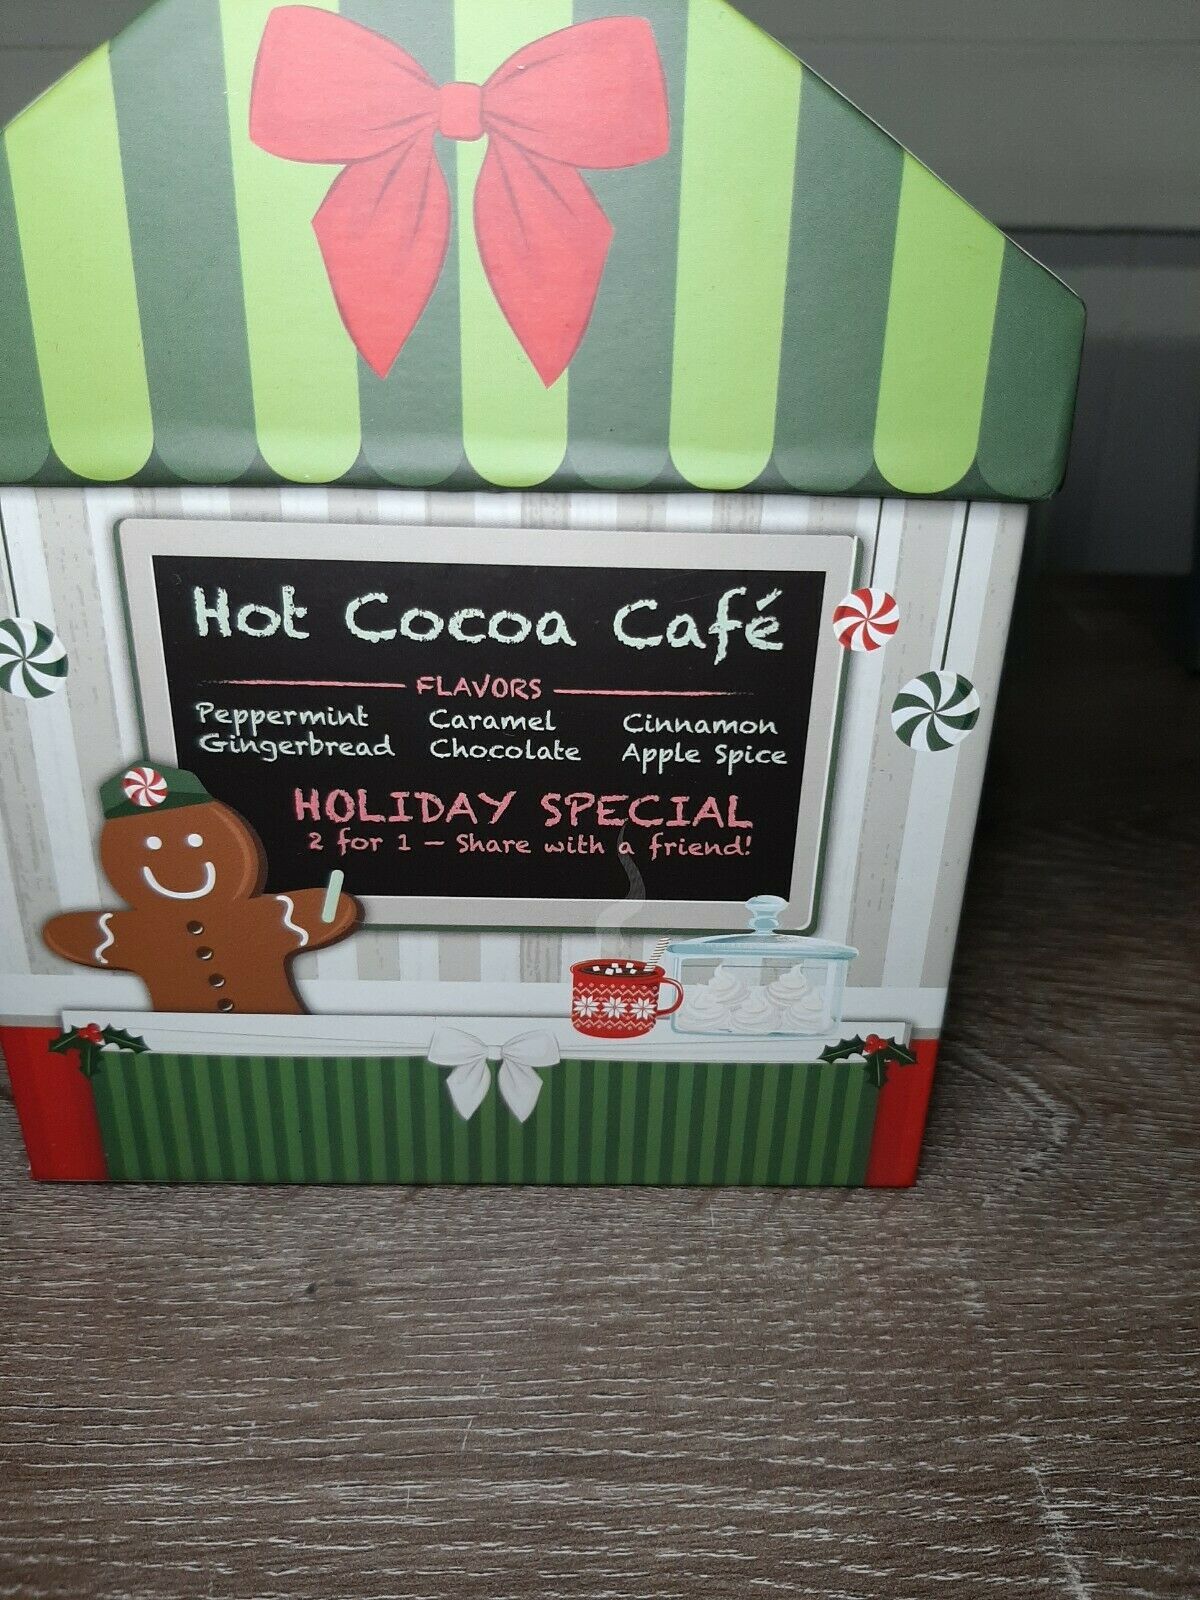 Hot Cocoa Café
FLAVORS
Peppermint Caramel Cinnamon
Gingerbread Chocolate Apple Spice
HOLIDAY SPECIAL
2 for 1 – Share with a friend!